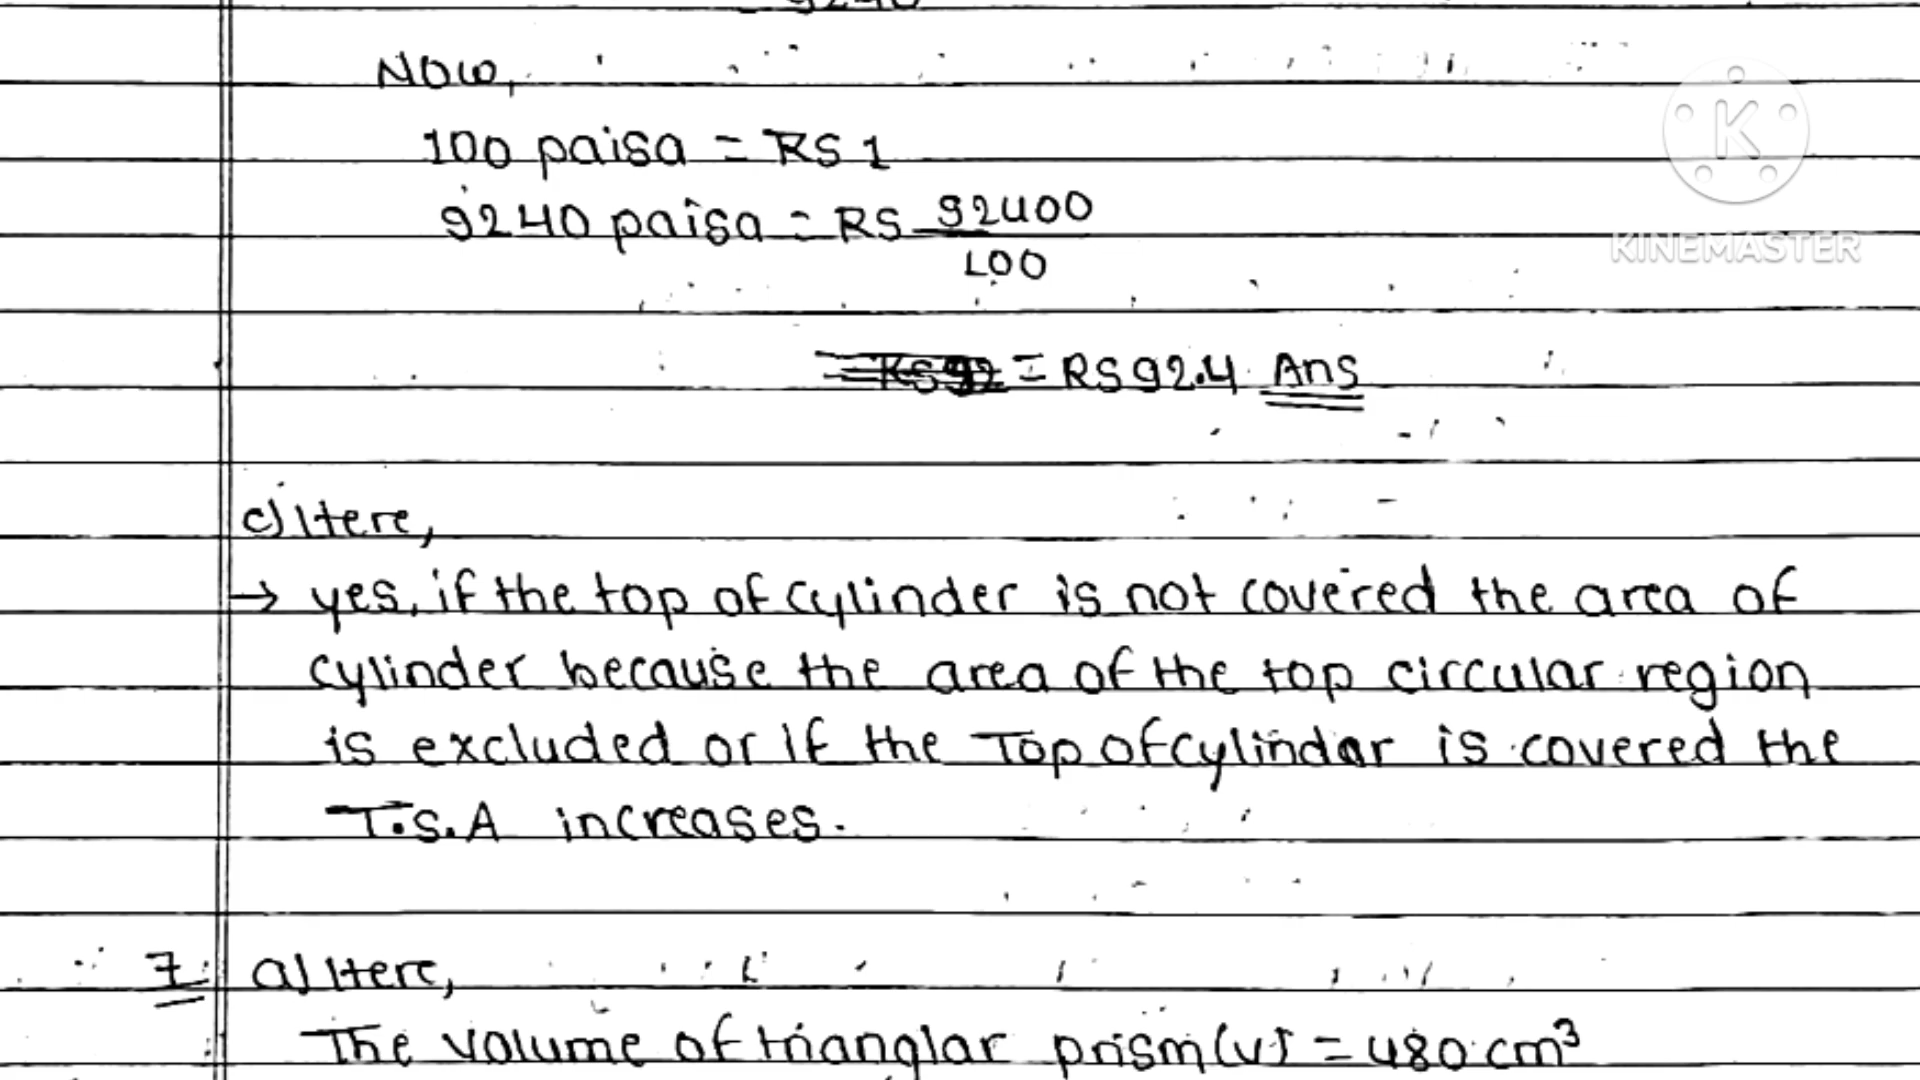 Now,
100 paisa = RS 1
9240 paisa = RS 92400
100
= RS 92.4 Ans
c) Here,
→ yes, if the top of cylinder is not covered the area of
cylinder because the area of the top circular region
is excluded or if the Top of cylindar is covered the
T.S.A increases.
7 a) Here,
The volume of trianglar prism (v) = 480 cm³
K
KINEMASTER